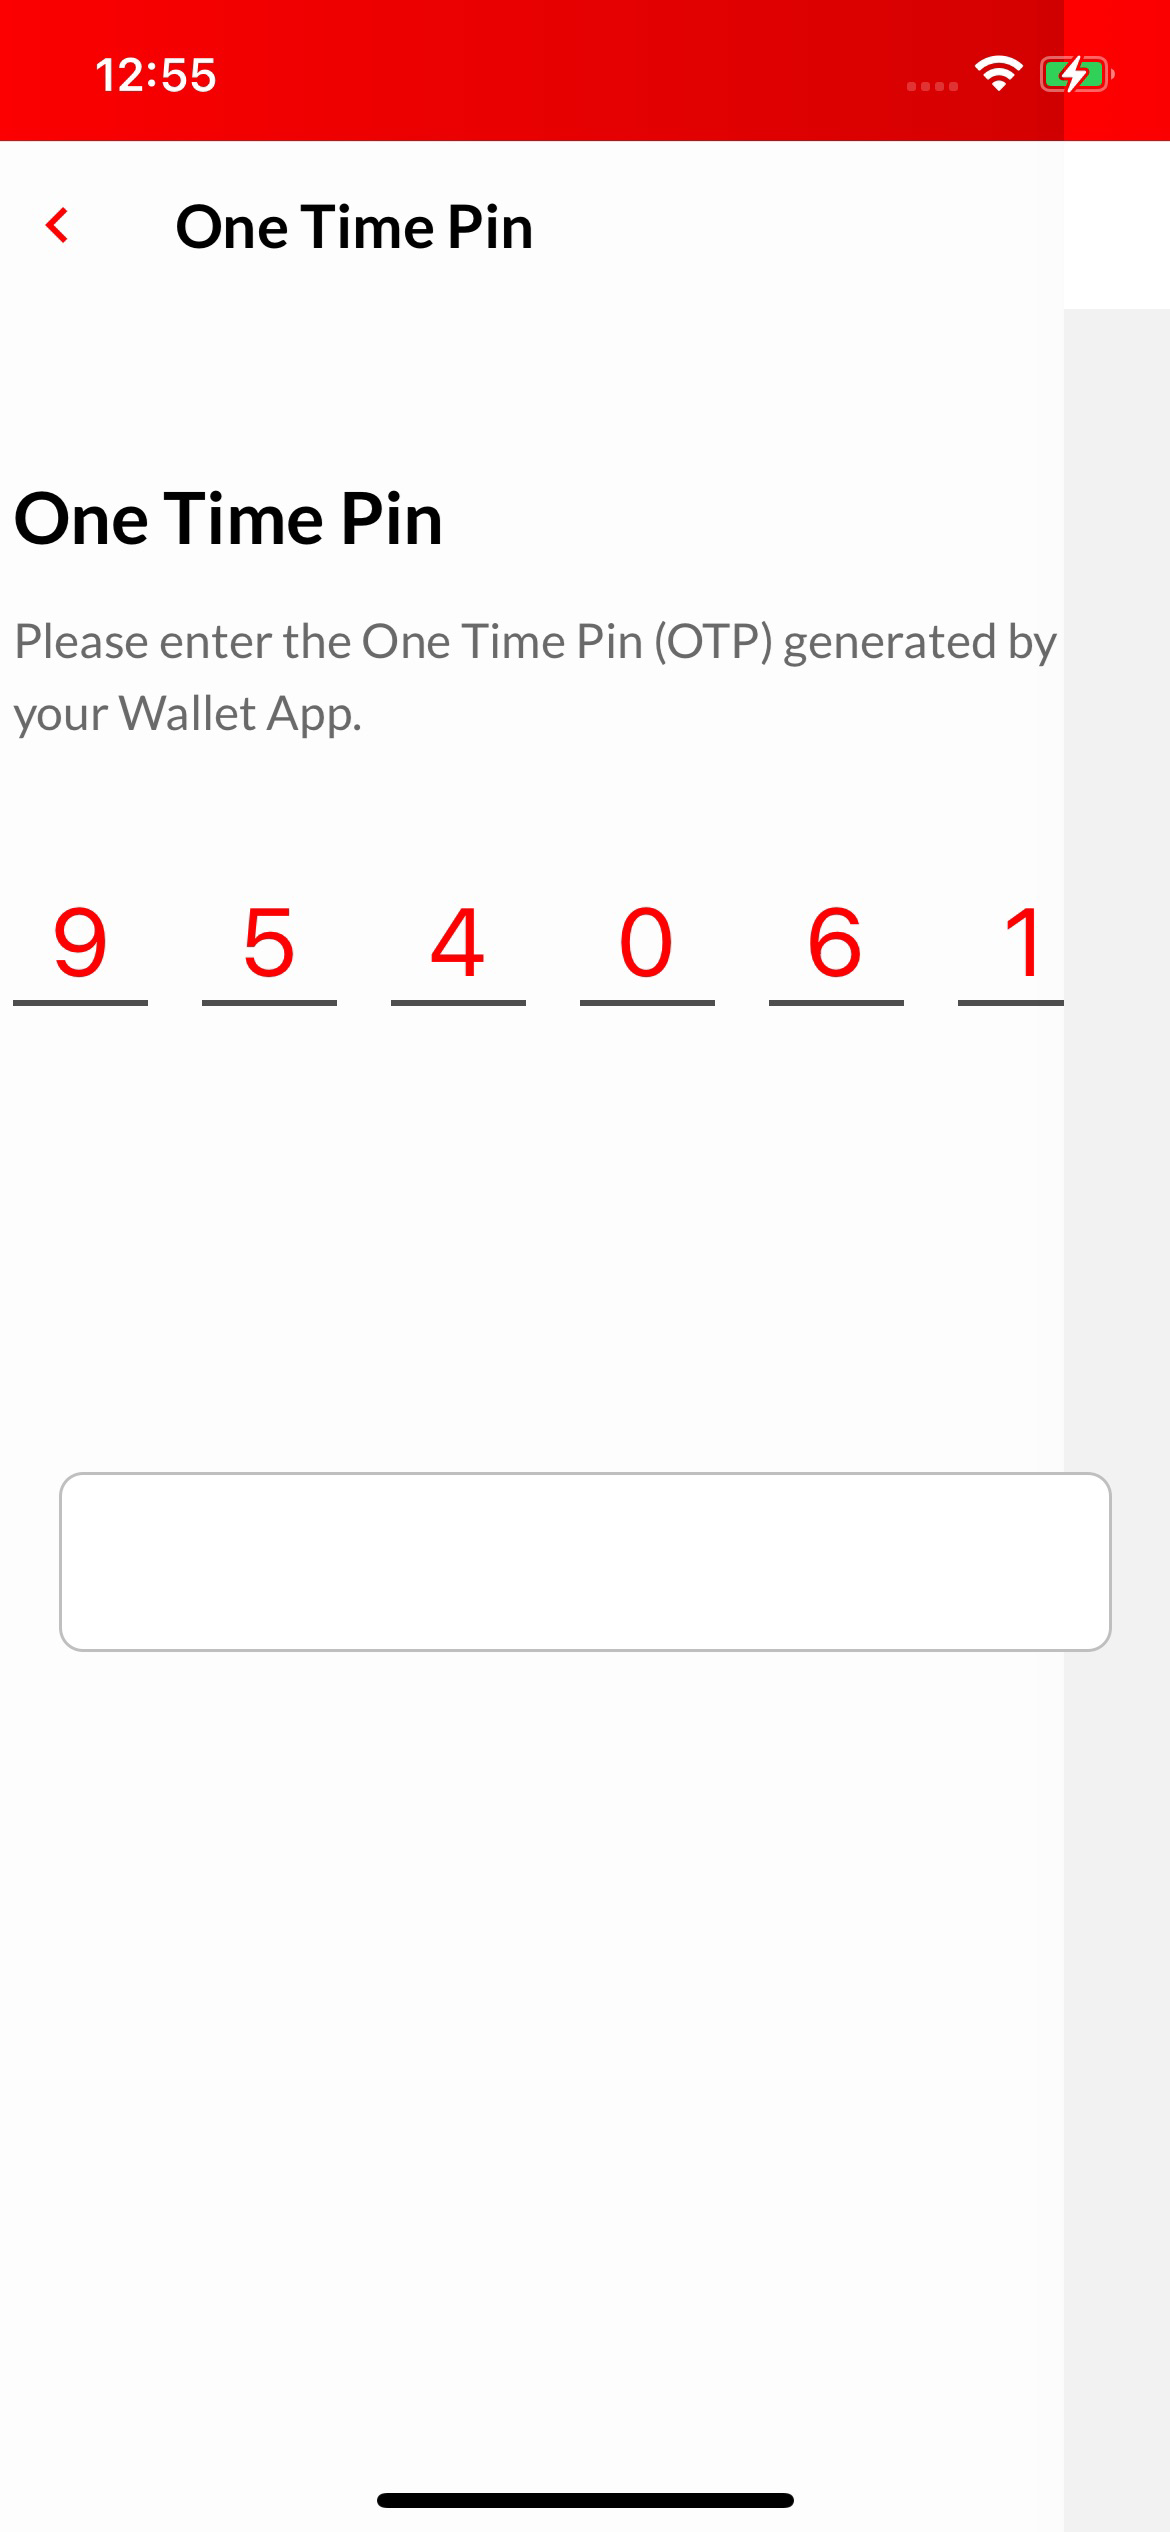 12:55
One Time Pin
One Time Pin
Please enter the One Time Pin (OTP) generated by
your Wallet App.
9 5 4 0 6 1